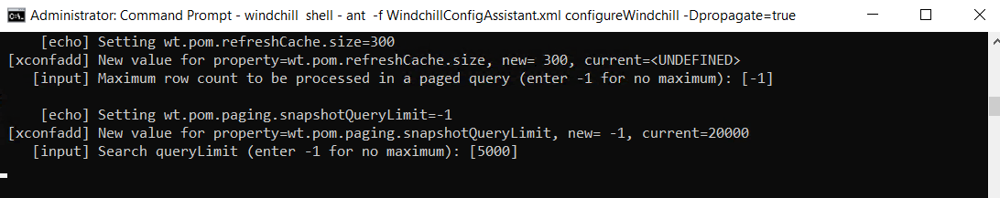 C:\. Administrator: Command Prompt - windchill  shell - ant  -f WindchillConfigAssistant.xml configureWindchill -Dpropagate=true
[echo] Setting wt.pom.refreshCache.size=300
[xconfadd] New value for property=wt.pom.refreshCache.size, new= 300, current=<UNDEFINED>
[input] Maximum row count to be processed in a paged query (enter -1 for no maximum): [-1]
[echo] Setting wt.pom.paging.snapshotQueryLimit=-1
[xconfadd] New value for property=wt.pom.paging.snapshotQueryLimit, new= -1, current=20000
[input] Search queryLimit (enter -1 for no maximum): [5000]